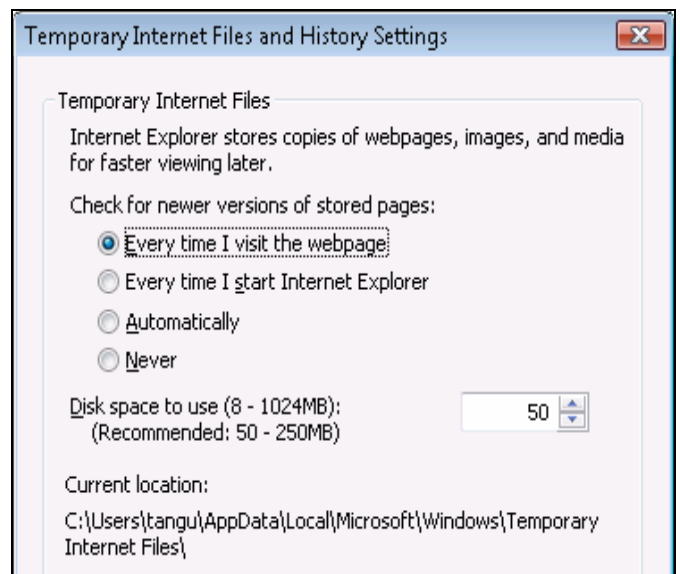 Temporary Internet Files and History Settings
Temporary Internet Files
Internet Explorer stores copies of webpages, images, and media
for faster viewing later.
Check for newer versions of stored pages:
Every time I visit the webpage
Every time I start Internet Explorer
Automatically
Never
Disk space to use (8 - 1024MB):
50
(Recommended: 50 - 250MB)
Current location:
C:\Users\tangu\AppData\Local\Microsoft\Windows\Temporary
Internet Files\